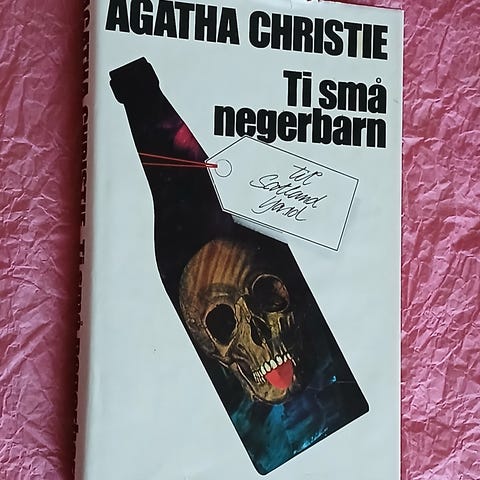 AGATHA CHRISTIE
Ti små
negerbarn
til
Scotland
Yard